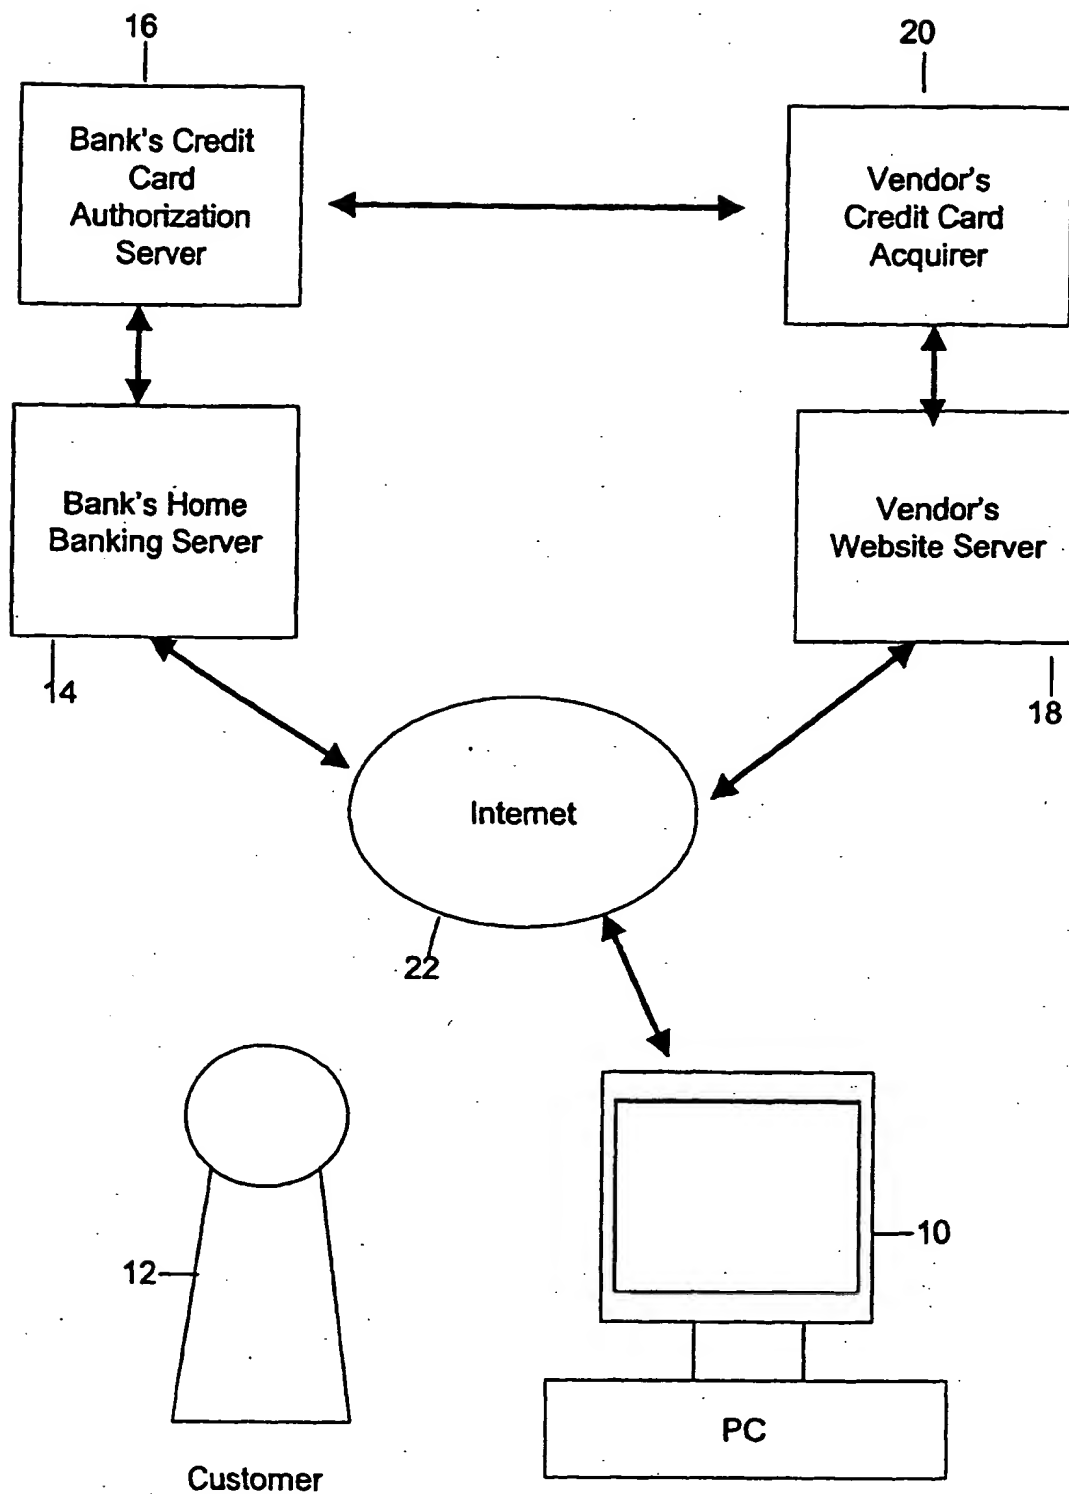 16
20
Bank's Credit
Card
Authorization
Server
Vendor's
Credit Card
Acquirer
Bank's Home
Banking Server
Vendor's
Website Server
14
18
Internet
22
10
12
PC
Customer